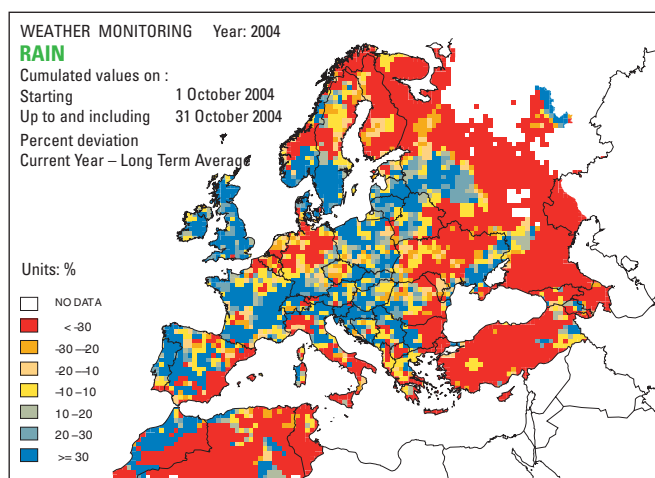 WEATHER MONITORING Year: 2004
RAIN
Cumulated values on :
Starting 1 October 2004
Up to and including 31 October 2004
Percent deviation
Current Year – Long Term Average
Units: %
NO DATA
< -30
-30 –-20
-20 –-10
-10 –10
10 –20
20 –30
>= 30